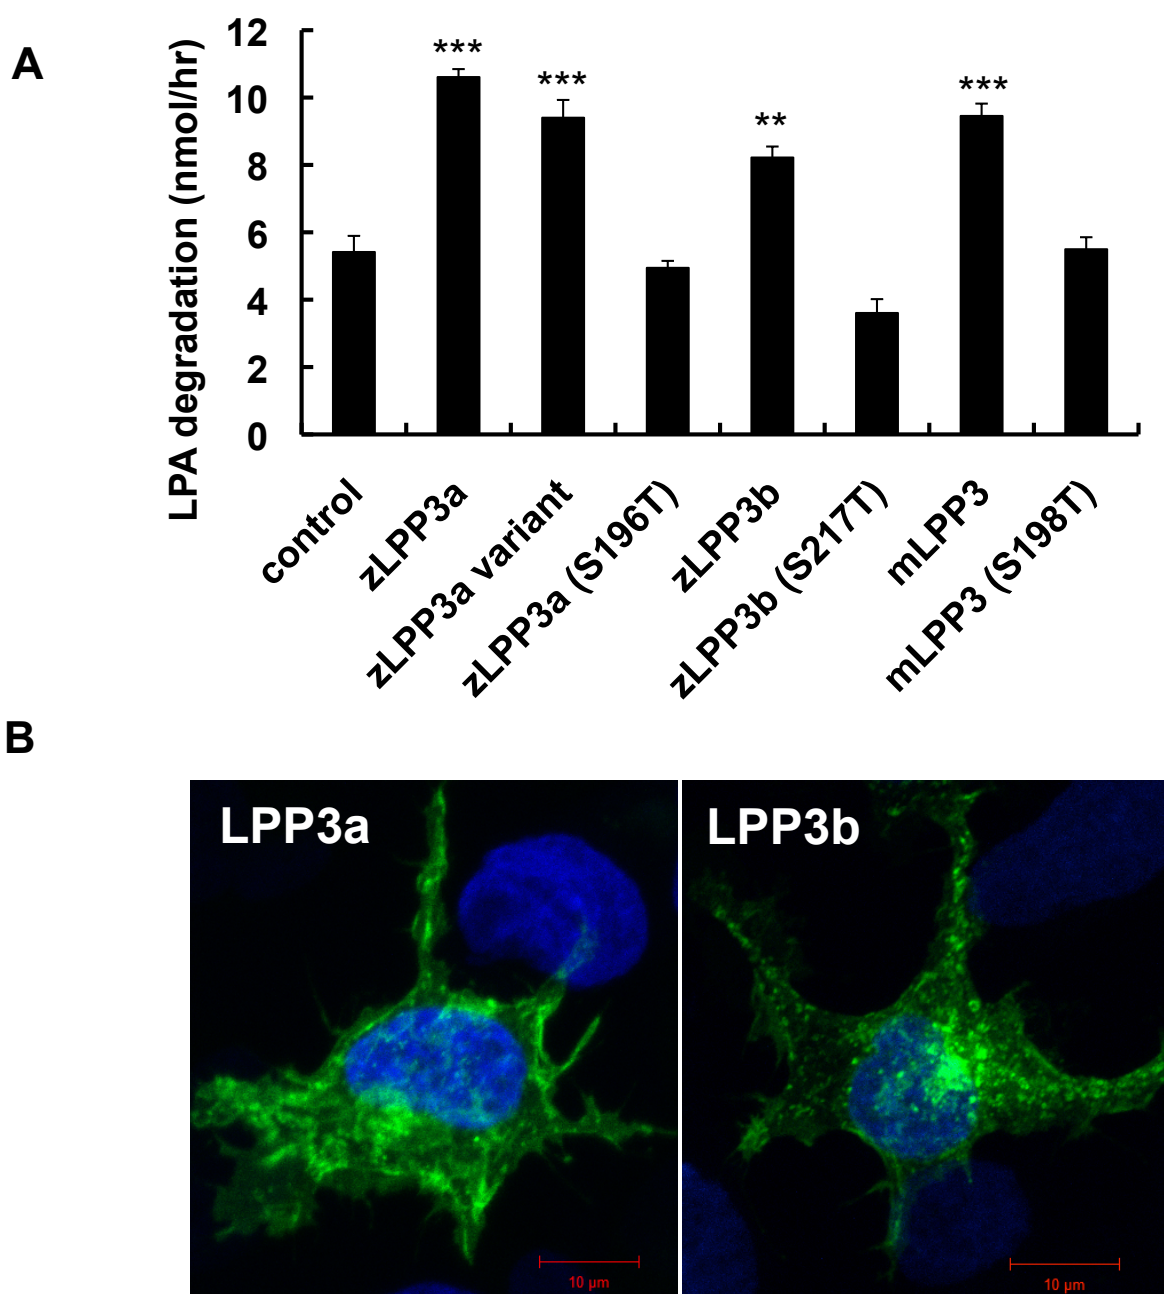 A
LPA degradation (nmol/hr)
12
10
8
6
4
2
0
***
***
**
***
control
zLPP3a
zLPP3a variant
zLPP3a (S196T)
zLPP3b
zLPP3b (S217T)
mLPP3
mLPP3 (S198T)
B
LPP3a
LPP3b
10 μm
10 μm